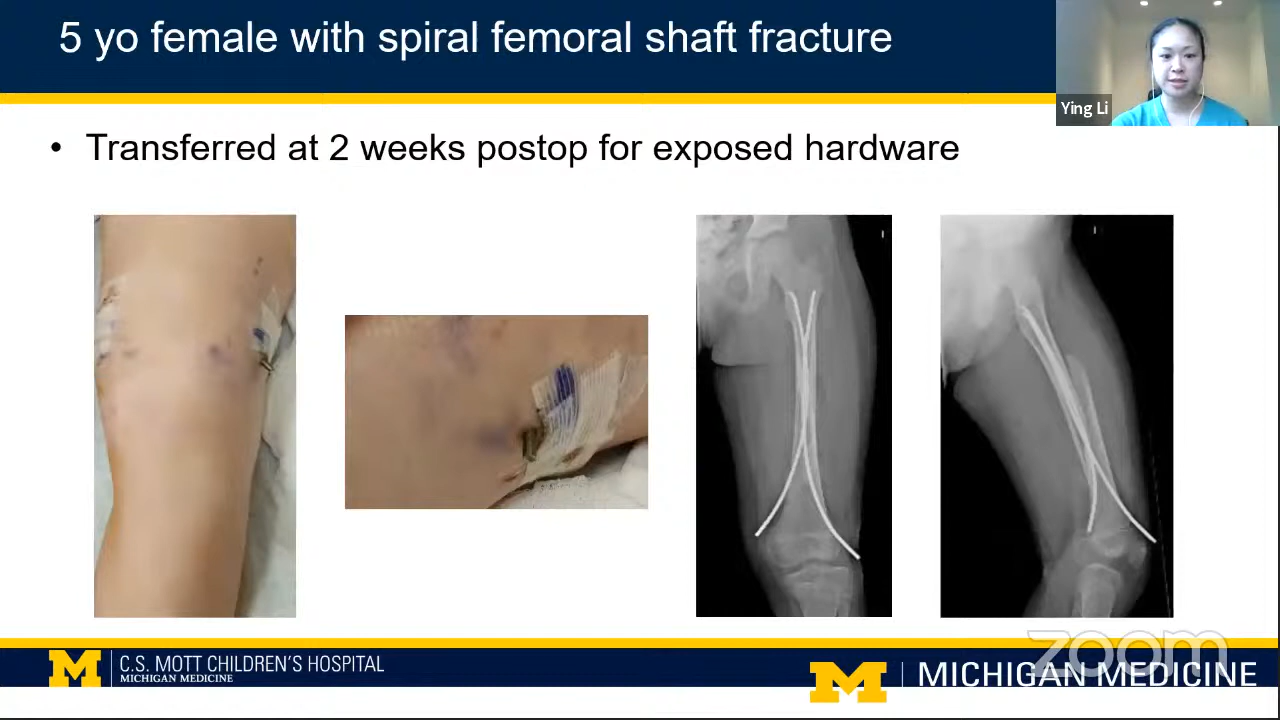 5 yo female with spiral femoral shaft fracture
Ying Li
• Transferred at 2 weeks postop for exposed hardware
M C.S. MOTT CHILDREN'S HOSPITAL
MICHIGAN MEDICINE
zoom
M MICHIGAN MEDICINE